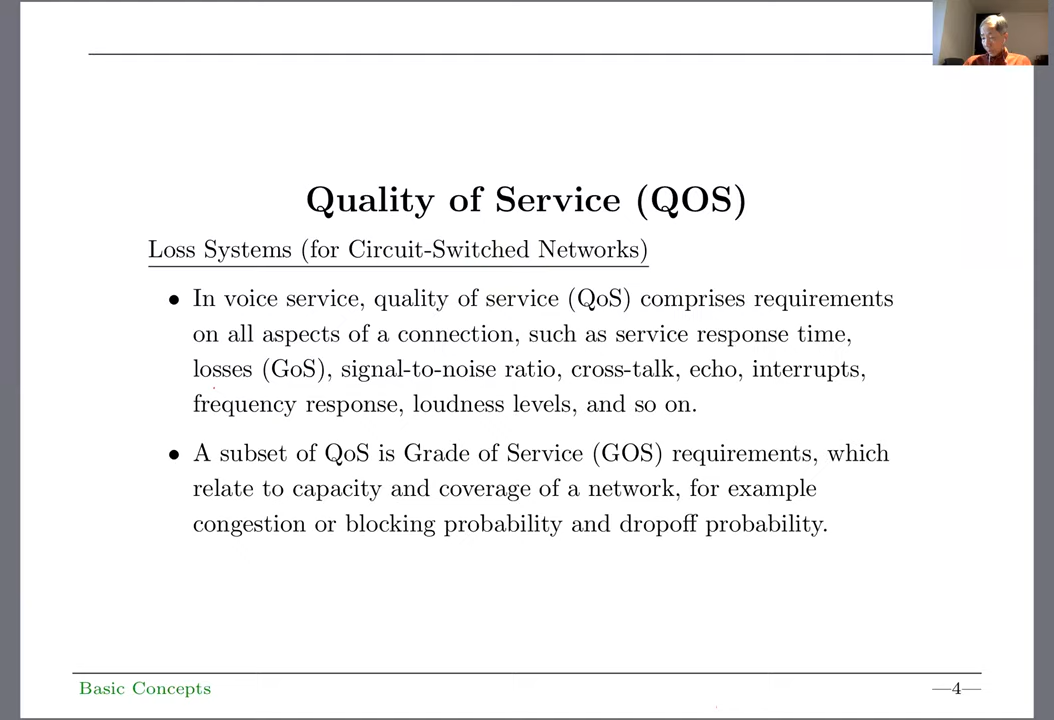 Quality of Service (QOS)
Loss Systems (for Circuit-Switched Networks)
• In voice service, quality of service (QoS) comprises requirements
on all aspects of a connection, such as service response time,
losses (GoS), signal-to-noise ratio, cross-talk, echo, interrupts,
frequency response, loudness levels, and so on.
• A subset of QoS is Grade of Service (GOS) requirements, which
relate to capacity and coverage of a network, for example
congestion or blocking probability and dropoff probability.
Basic Concepts
—4—